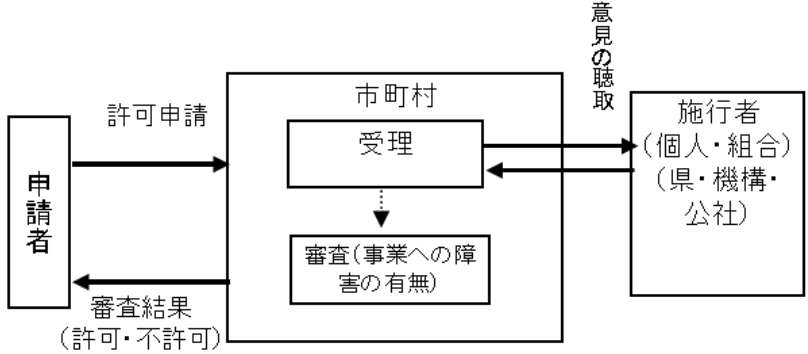 申請者
許可申請
審査結果
（許可・不許可）
市町村
受理
審査（事業への障
害の有無）
意見の聴取
施行者
（個人・組合）
（県・機構・
公社）